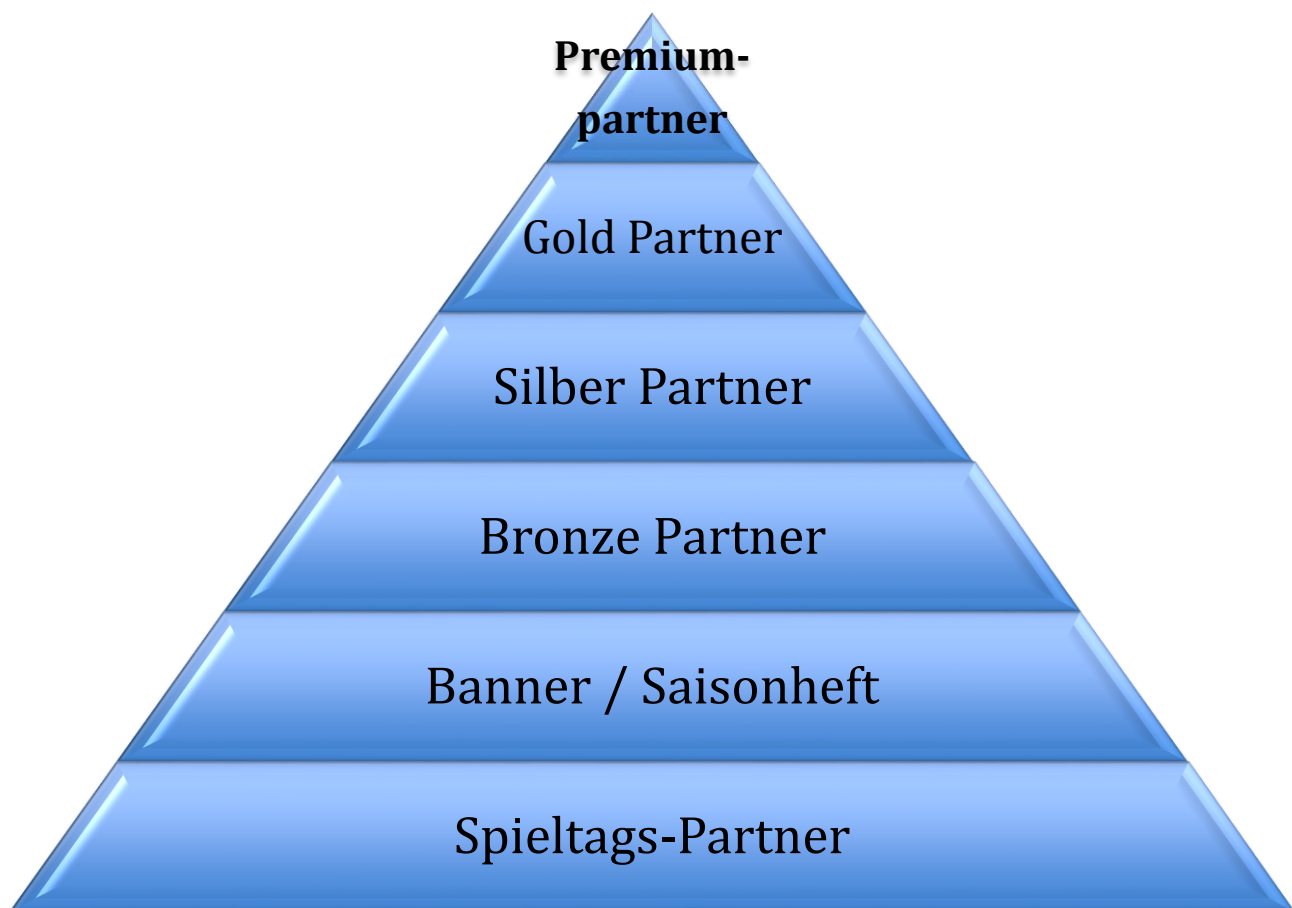 Premium-
partner
Gold Partner
Silber Partner
Bronze Partner
Banner / Saisonheft
Spieltags-Partner